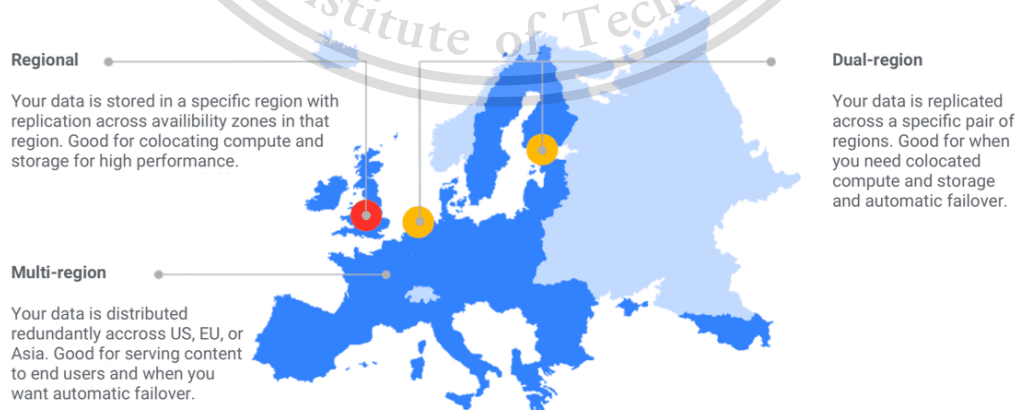 stitute of Tech
Regional
Your data is stored in a specific region with
replication across availibility zones in that
region. Good for colocating compute and
storage for high performance.
Dual-region
Your data is replicated
across a specific pair of
regions. Good for when
you need colocated
compute and storage
and automatic failover.
Multi-region
Your data is distributed
redundantly accross US, EU, or
Asia. Good for serving content
to end users and when you
want automatic failover.